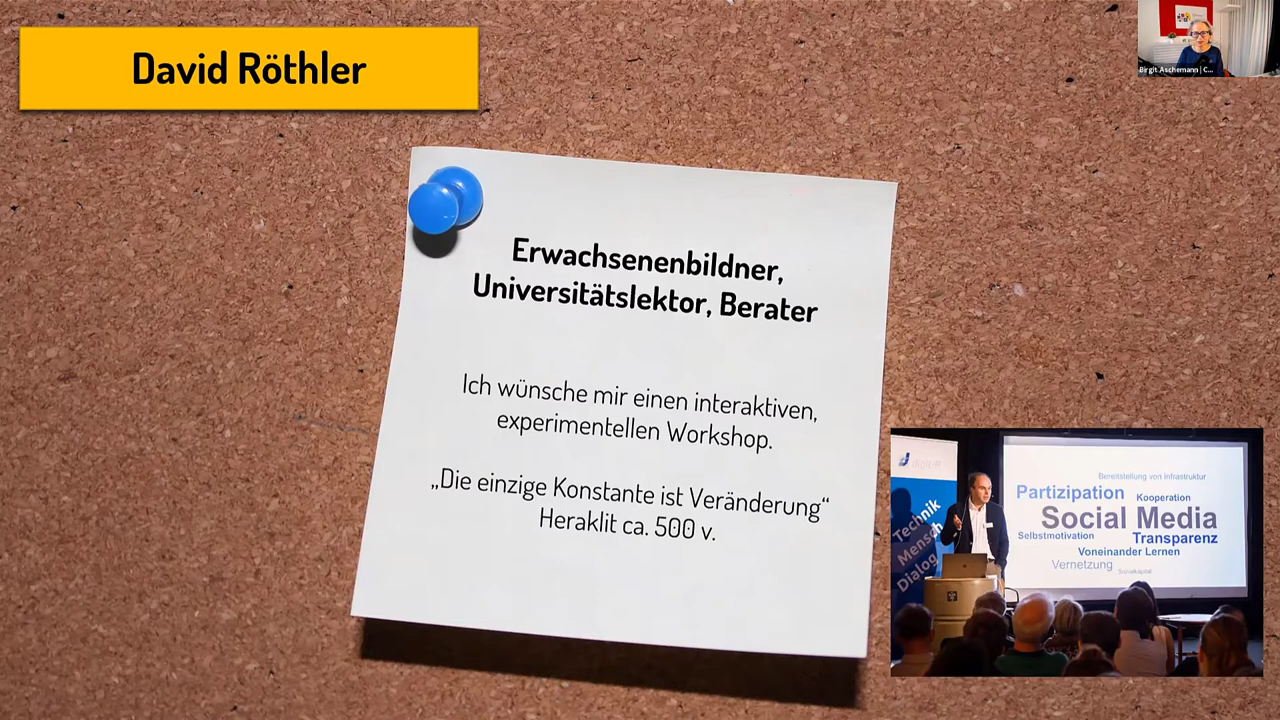 David Röthler
Birgit Aschemann | C...
Erwachsenenbildner,
Universitätslektor, Berater
Ich wünsche mir einen interaktiven,
experimentellen Workshop.
„Die einzige Konstante ist Veränderung“
Heraklit ca. 500 v.
Technik
Mensch
Dialog
Bereitstellung von Infrastruktur
Partizipation Kooperation
Social Media
Selbstmotivation Transparenz
Voneinander Lernen
Vernetzung Sozialkapital